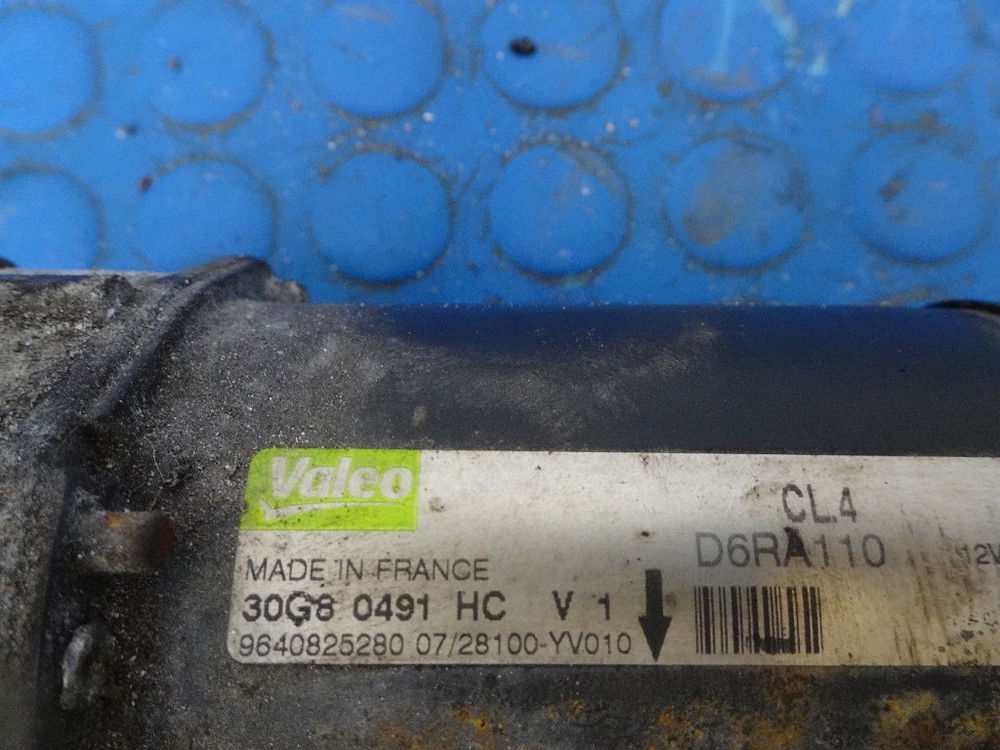 Valeo
CL4
D6RA110
12V
MADE IN FRANCE
30G8 0491 HC V 1
9640825280 07/28100-YV010